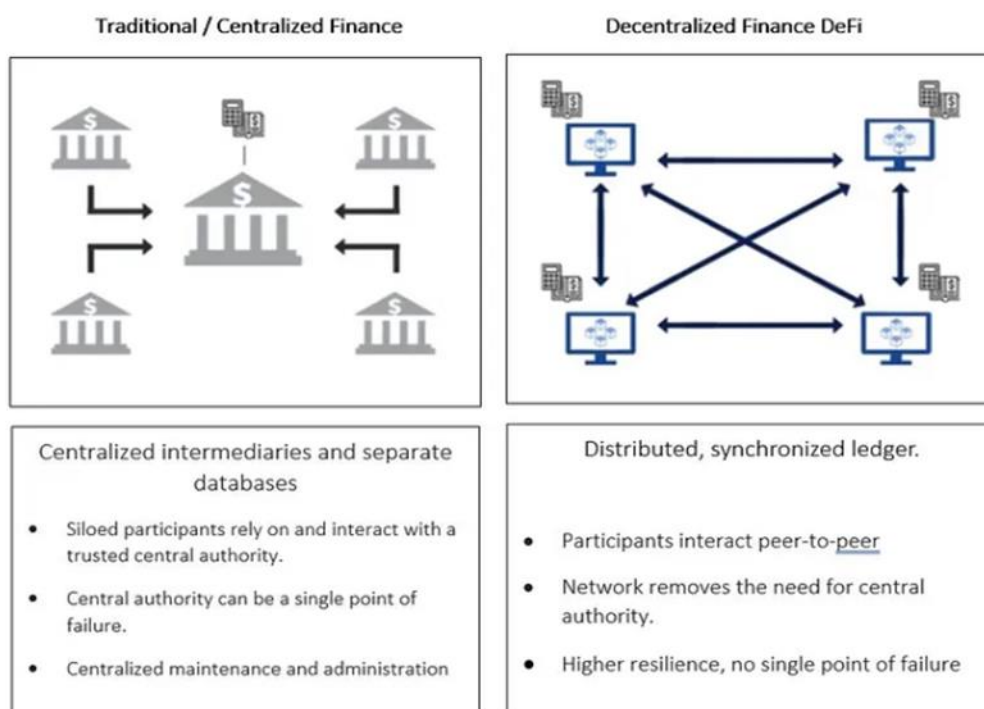 Traditional / Centralized Finance
Decentralized Finance DeFi
$
$
$
$
$
Centralized intermediaries and separate
databases
• Siloed participants rely on and interact with a
trusted central authority.
• Central authority can be a single point of
failure.
• Centralized maintenance and administration
Distributed, synchronized ledger.
• Participants interact peer-to-peer
• Network removes the need for central
authority.
• Higher resilience, no single point of failure